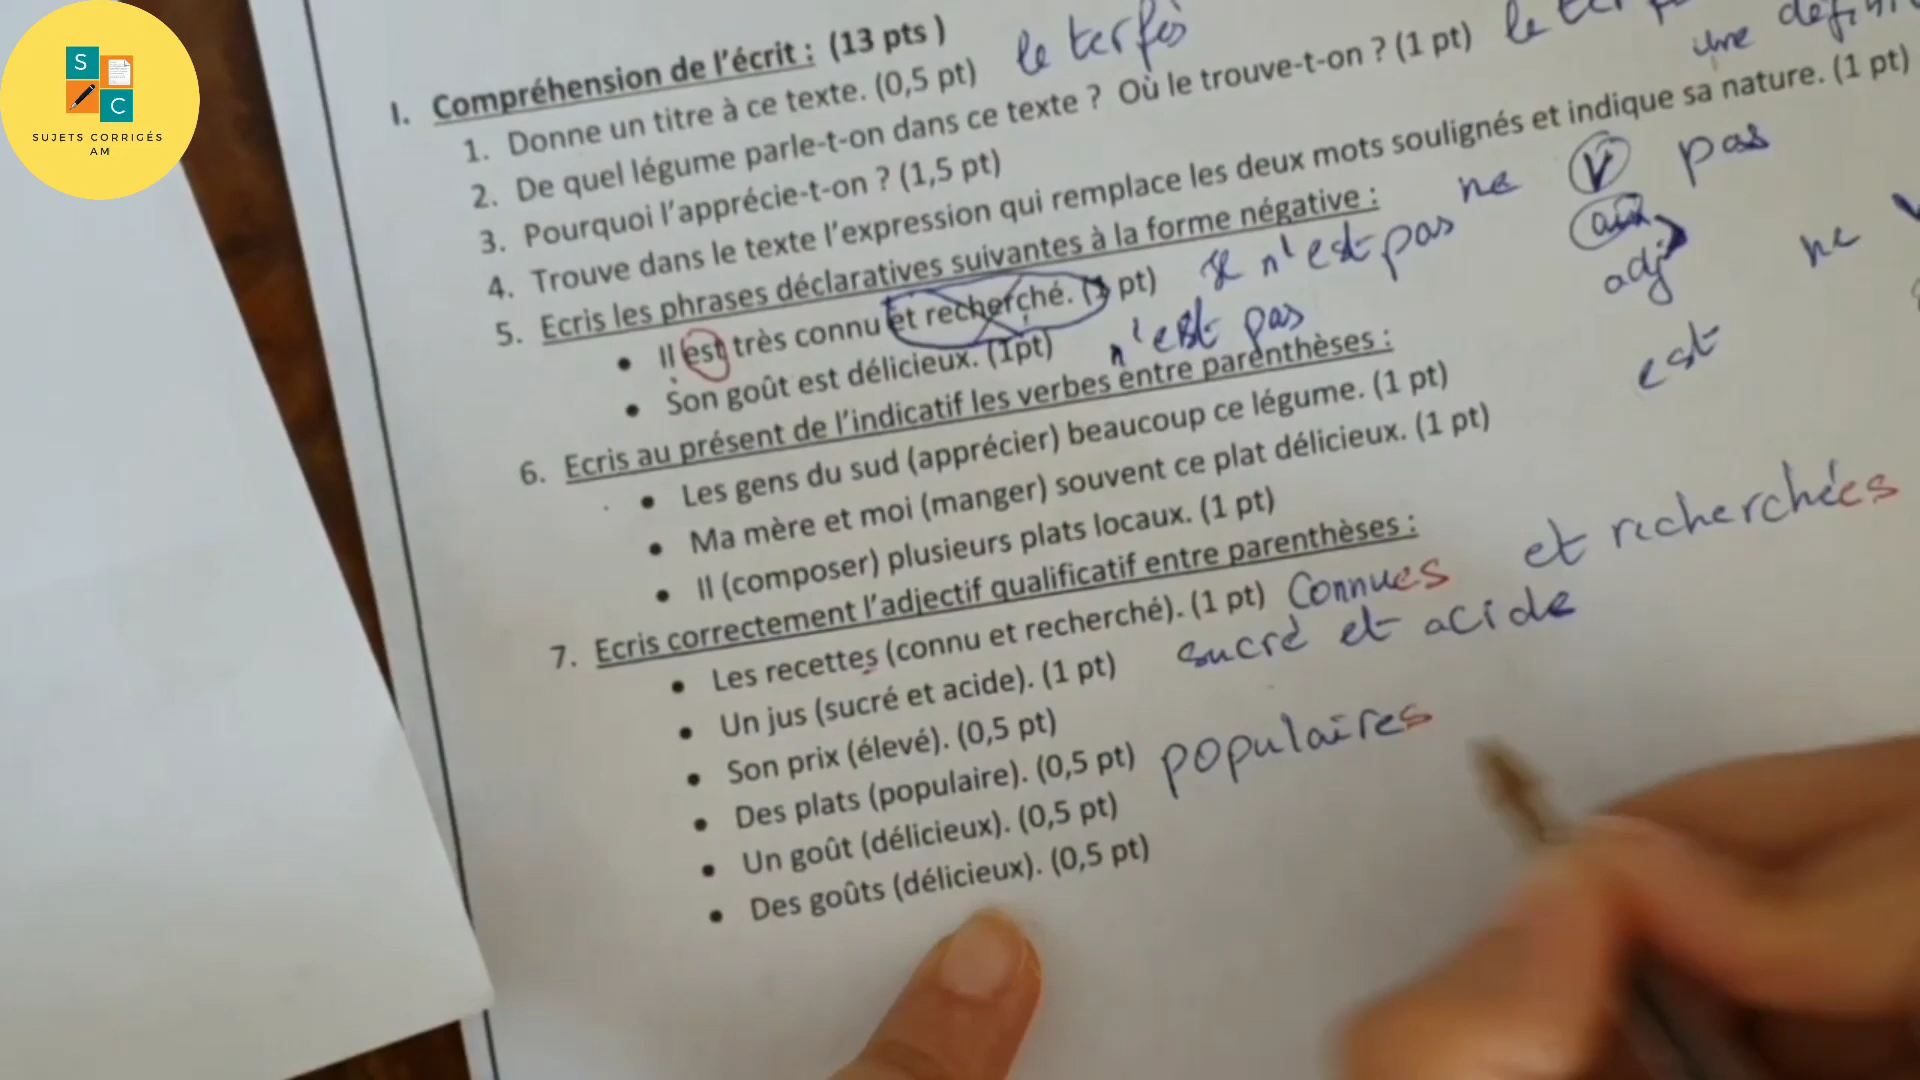 S
C
SUJETS CORRIGÉS
AM
I. Compréhension de l'écrit : (13 pts )
1. Donne un titre à ce texte. (0,5 pt) le terfès
2. De quel légume parle-t-on dans ce texte ? Où le trouve-t-on ? (1 pt) le
3. Pourquoi l'apprécie-t-on ? (1,5 pt)
une
4. Trouve dans le texte l'expression qui remplace les deux mots soulignés et indique sa nature. (1 pt)
5. Ecris les phrases déclaratives suivantes à la forme négative : ne V pas
• Il est très connu et recherché. (1 pt) n'est pas
adj ne
• Son goût est délicieux. (1pt) n'est pas
est
6. Ecris au présent de l'indicatif les verbes entre parenthèses :
• Les gens du sud (apprécier) beaucoup ce légume. (1 pt)
• Ma mère et moi (manger) souvent ce plat délicieux. (1 pt)
• Il (composer) plusieurs plats locaux. (1 pt)
7. Ecris correctement l'adjectif qualificatif entre parenthèses :
• Les recettes (connu et recherché). (1 pt) Connues et recherchées
• Un jus (sucré et acide). (1 pt) sucré et acide
• Son prix (élevé). (0,5 pt)
• Des plats (populaire). (0,5 pt) populaires
• Un goût (délicieux). (0,5 pt)
• Des goûts (délicieux). (0,5 pt)